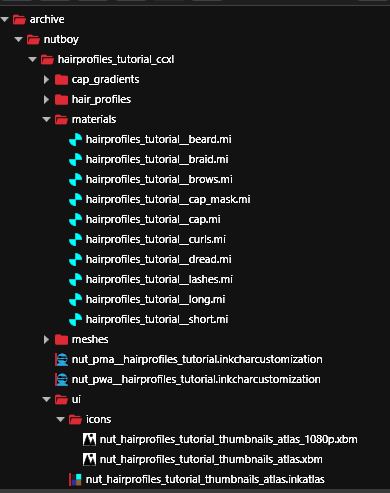 archive
nutboy
hairprofiles_tutorial_ccxl
cap_gradients
hair_profiles
materials
hairprofiles_tutorial__beard.mi
hairprofiles_tutorial__braid.mi
hairprofiles_tutorial__brows.mi
hairprofiles_tutorial__cap_mask.mi
hairprofiles_tutorial__cap.mi
hairprofiles_tutorial__curls.mi
hairprofiles_tutorial__dread.mi
hairprofiles_tutorial__lashes.mi
hairprofiles_tutorial__long.mi
hairprofiles_tutorial__short.mi
meshes
nut_pma__hairprofiles_tutorial.inkcharcustomization
nut_pwa__hairprofiles_tutorial.inkcharcustomization
ui
icons
nut_hairprofiles_tutorial_thumbnails_atlas_1080p.xbm
nut_hairprofiles_tutorial_thumbnails_atlas.xbm
nut_hairprofiles_tutorial_thumbnails_atlas.inkatlas